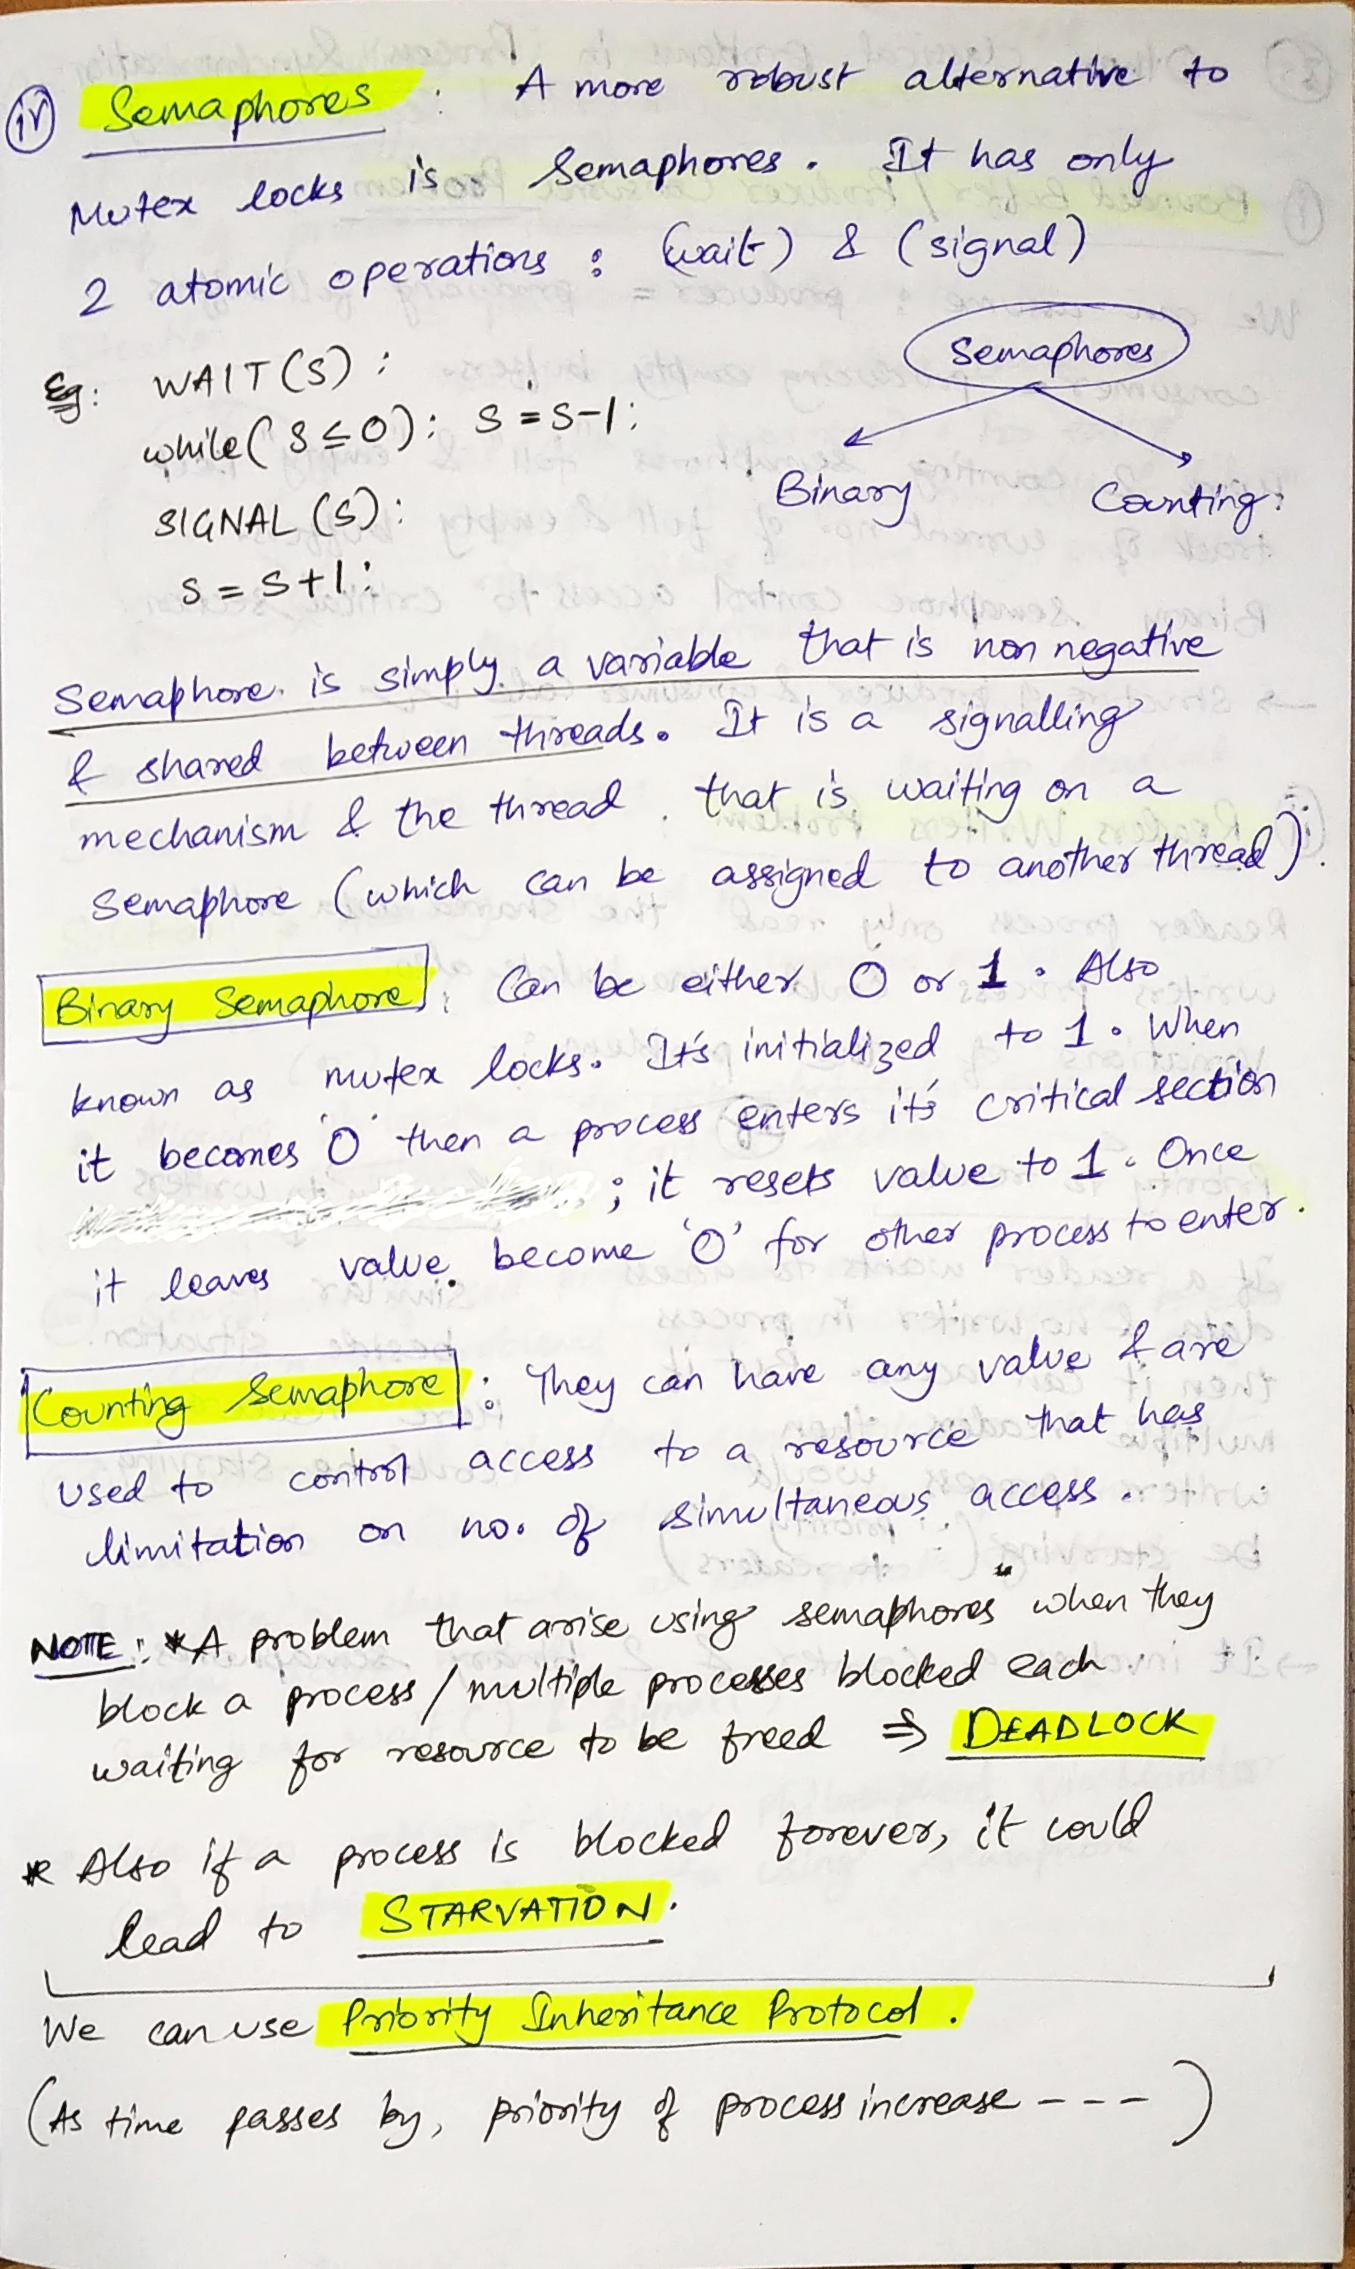 (iv) Semaphores : A more robust alternative to
Mutex locks is Semaphores. It has only
2 atomic operations : (wait) & (signal)
Semaphores
Binary Counting:
Eg: WAIT(S) :
while(S≤0); S=S-1;
SIGNAL(S):
S=S+1;
Semaphore is simply a variable that is non negative
& shared between threads. It is a signalling
mechanism & the thread that is waiting on a
semaphore (which can be assigned to another thread).
Binary Semaphore : Can be either 0 or 1. Also
known as mutex locks. It's initialized to 1. When
it becomes '0' then a process enters it's critical section
; it resets value to 1. Once
it leaves value become '0' for other process to enter.
Counting Semaphore : They can have any value & are
used to control access to a resource that has
limitation on no. of simultaneous access.
NOTE : *A problem that arise using semaphores when they
block a process / multiple processes blocked each
waiting for resource to be freed ⇒ DEADLOCK
* Also if a process is blocked forever, it could
lead to STARVATION.
We can use Priority Inheritance Protocol.
(As time passes by, priority of process increase ---)